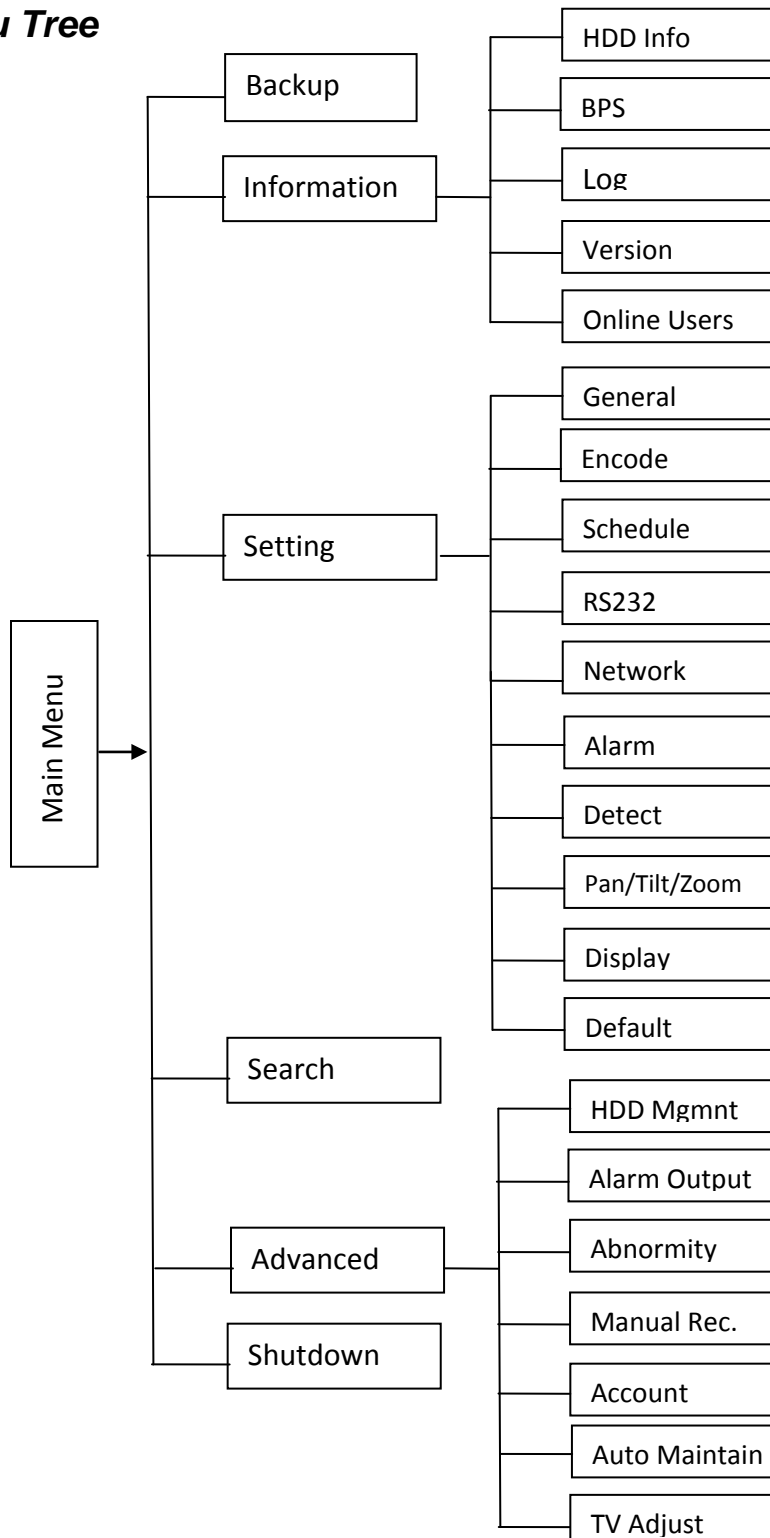 u Tree
Main Menu
Backup
Information
HDD Info
BPS
Log
Version
Online Users
Setting
General
Encode
Schedule
RS232
Network
Alarm
Detect
Pan/Tilt/Zoom
Display
Default
Search
Advanced
HDD Mgmnt
Alarm Output
Abnormity
Manual Rec.
Account
Auto Maintain
TV Adjust
Shutdown